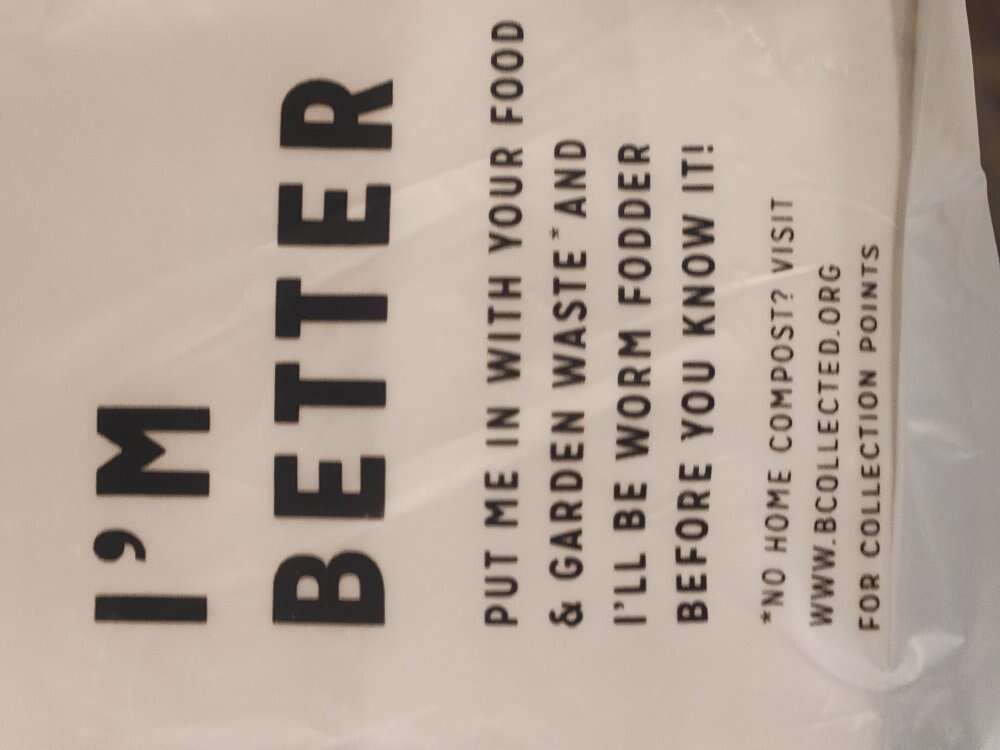 I'M
BETTER
PUT ME IN WITH YOUR FOOD
& GARDEN WASTE* AND
I'LL BE WORM FODDER
BEFORE YOU KNOW IT!
*NO HOME COMPOST? VISIT
WWW.BCOLLECTED.ORG
FOR COLLECTION POINTS